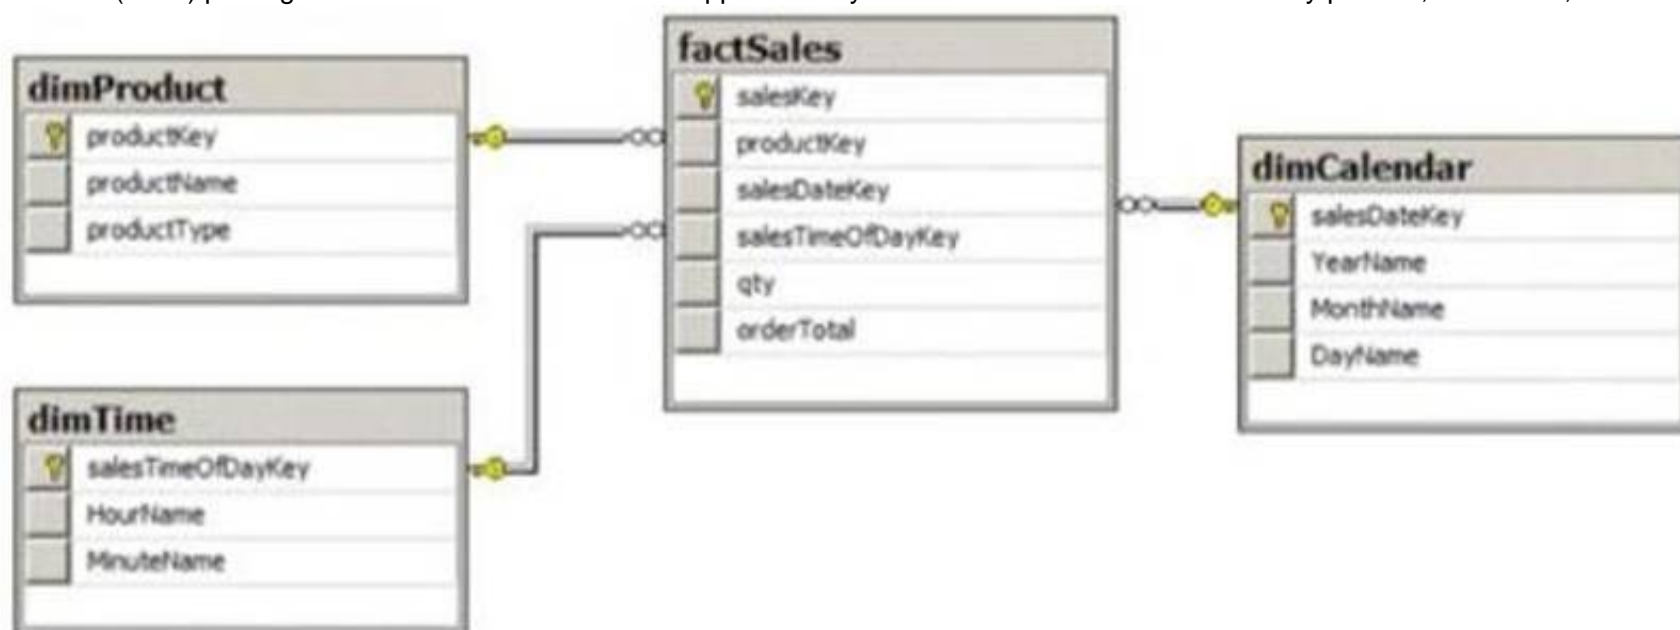 dimProduct
productKey
productName
productType
factSales
salesKey
productKey
salesDateKey
salesTimeOfDayKey
qty
orderTotal
dimCalendar
salesDateKey
YearName
MonthName
DayName
dimTime
salesTimeOfDayKey
HourName
MinuteName